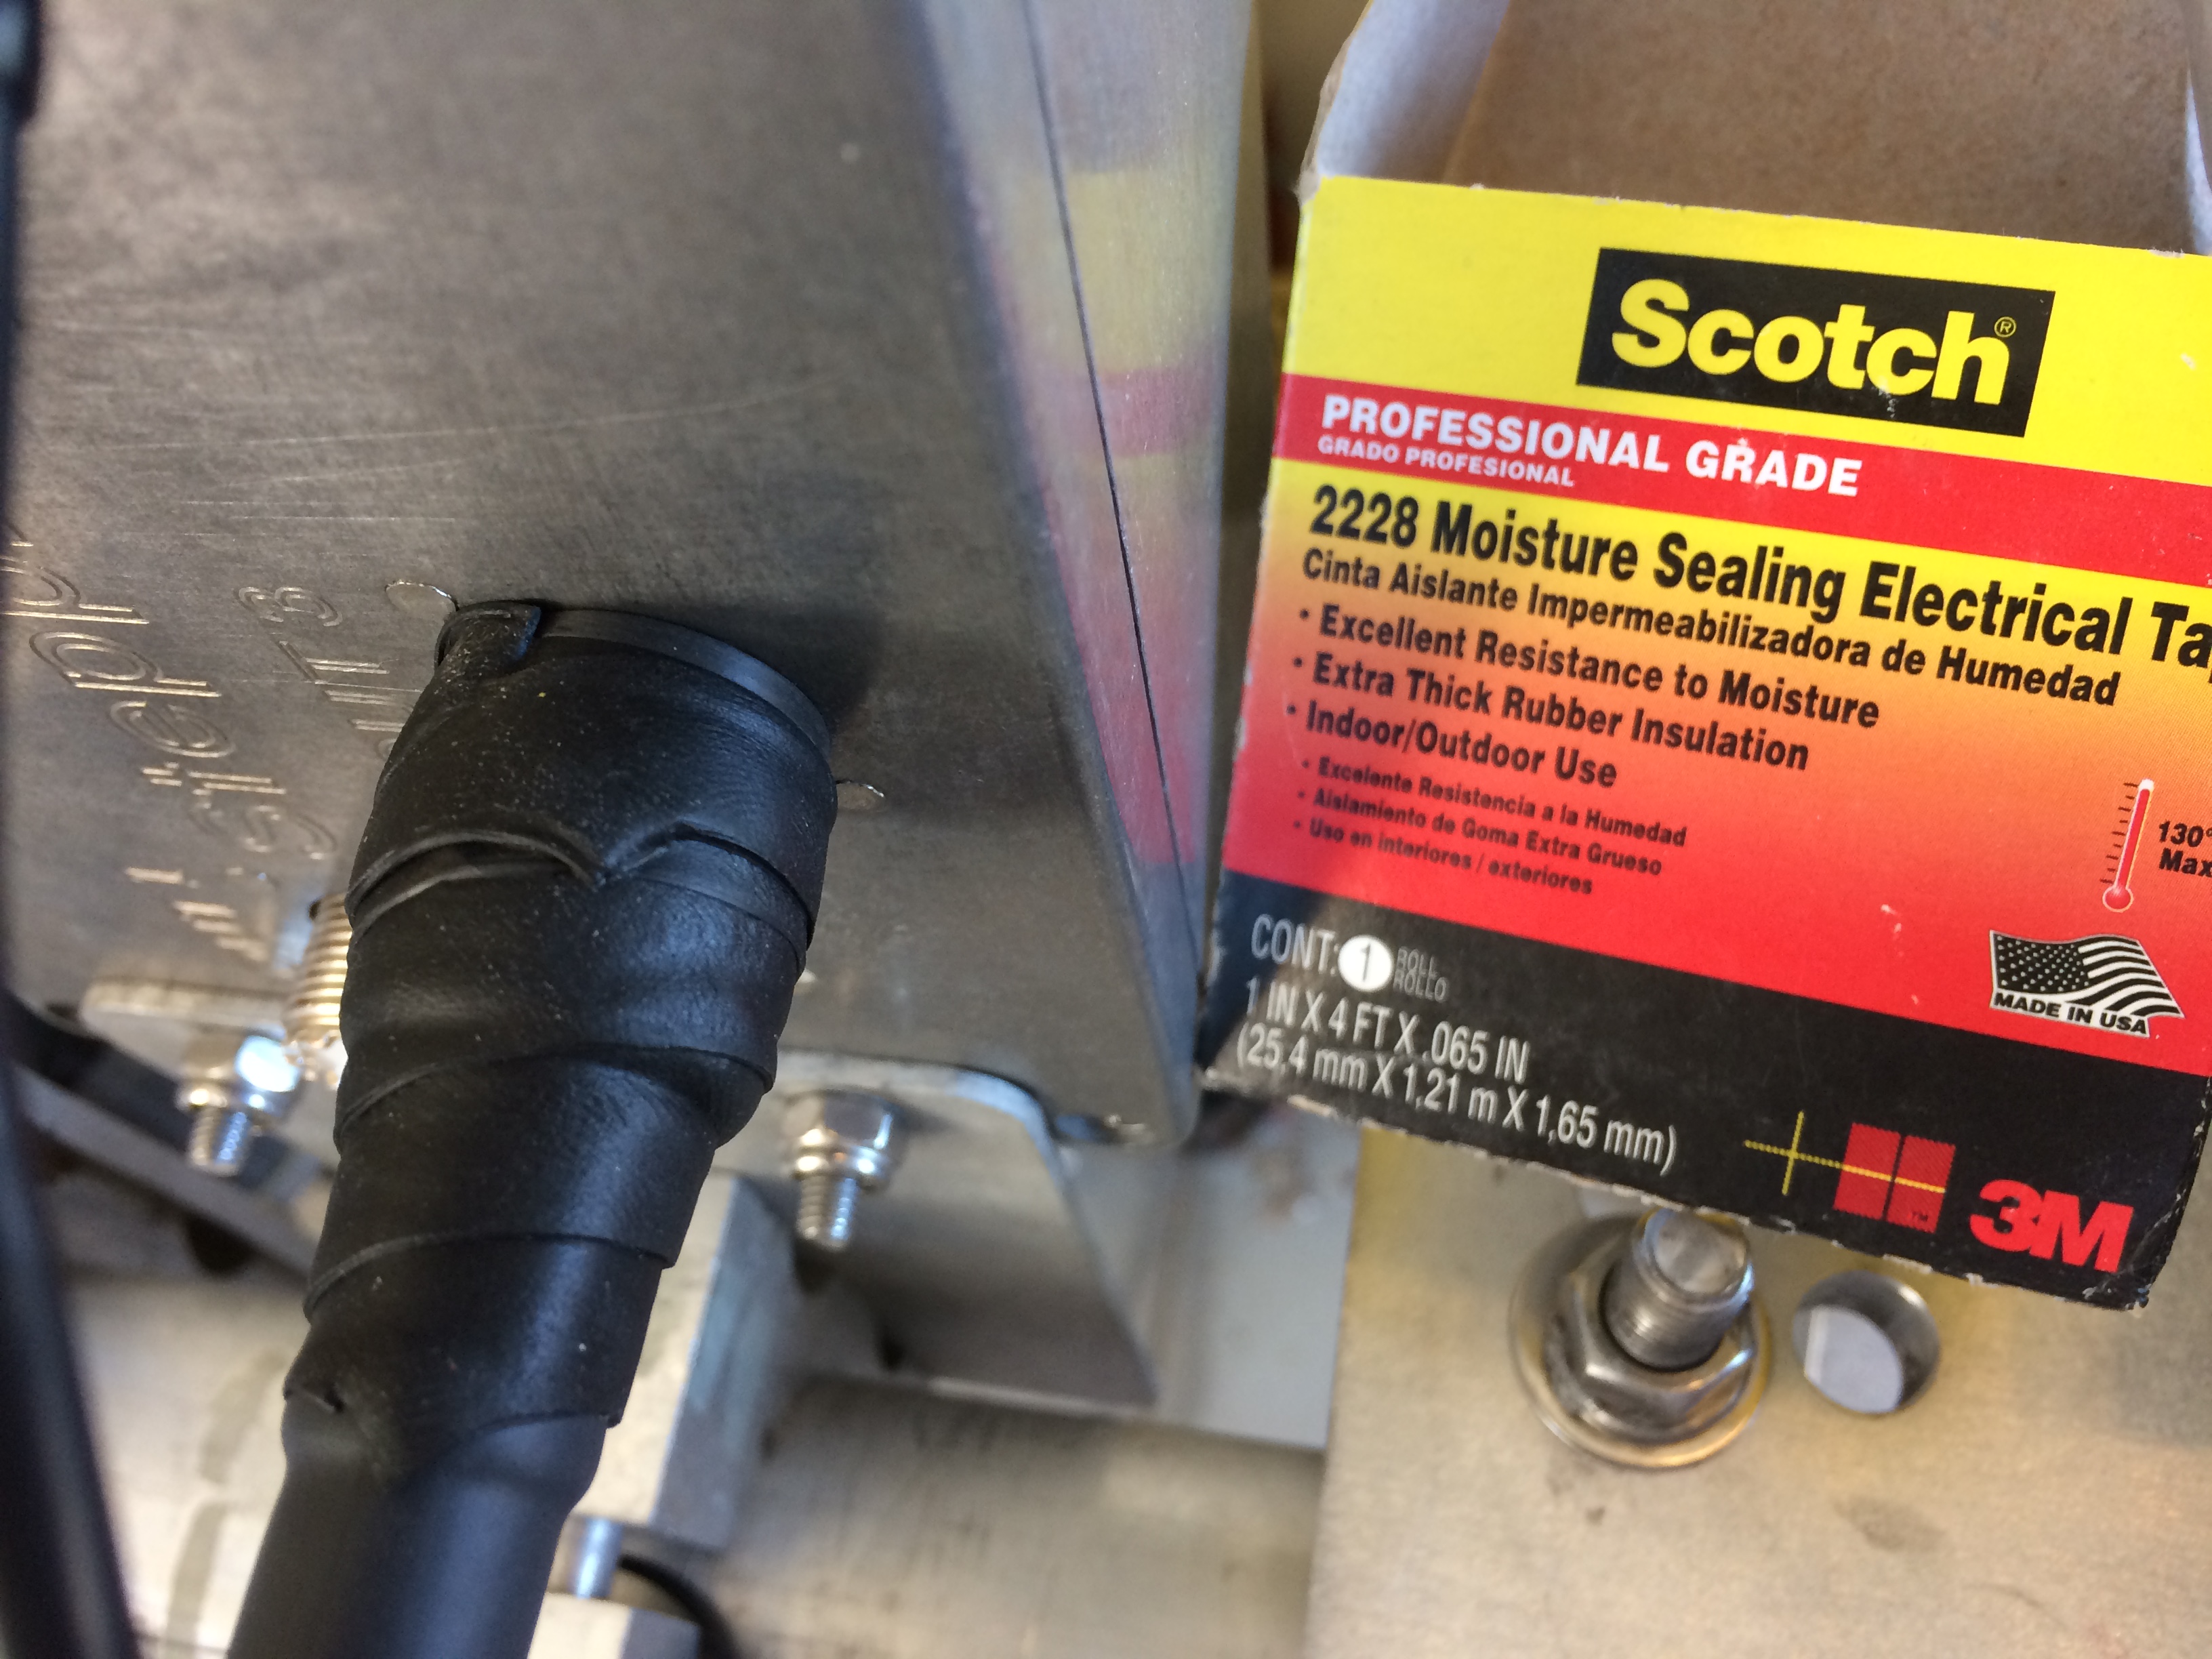 Scotch®
PROFESSIONAL GRADE
GRADO PROFESIONAL
2228 Moisture Sealing Electrical
Cinta Aislante Impermeabilizadora de Humedad
• Excellent Resistance to Moisture
• Extra Thick Rubber Insulation
• Indoor/Outdoor Use
• Excelente Resistencia a la Humedad
• Aislamiento de Goma Extra Grueso
• Uso en interiores / exteriores
130°
Max
MADE IN USA
CONT: 1 ROLL
ROLLO
1 IN X 4 FT X .065 IN
(25,4 mm X 1,21 m X 1,65 mm)
3M